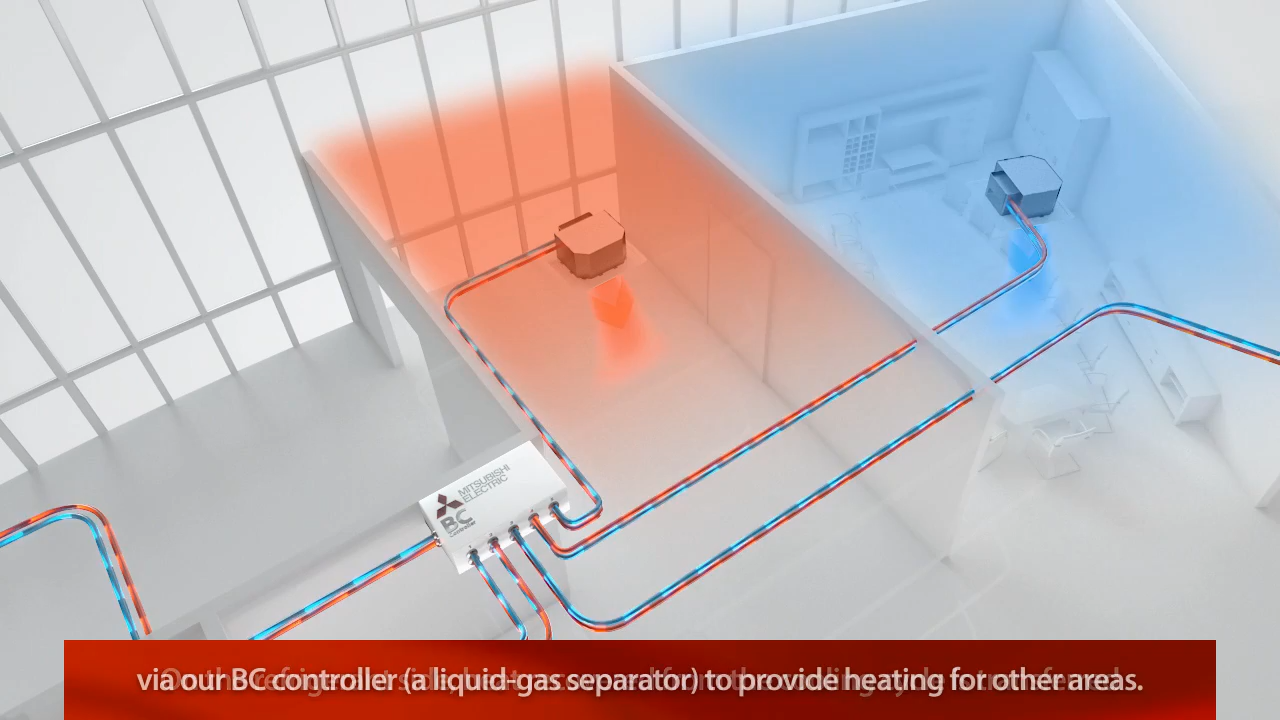 MITSUBISHI
ELECTRIC
BC
via our BC controller (a liquid-gas separator) to provide heating for other areas.